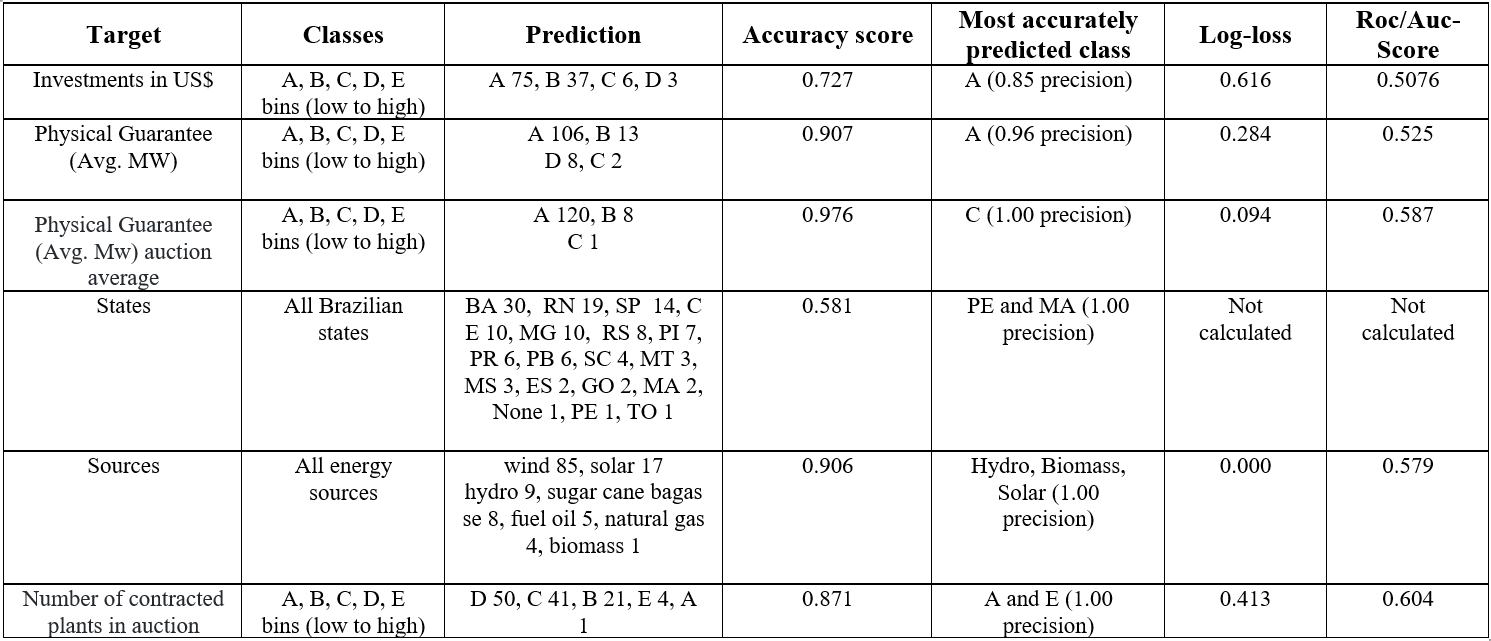 Target Classes Prediction Accuracy score Most accurately predicted class Log-loss Roc/Auc-Score
Investments in US$
A, B, C, D, E
bins (low to high)
A 75, B 37, C 6, D 3
0.727
A (0.85 precision)
0.616
0.5076
Physical Guarantee
(Avg. MW)
A, B, C, D, E
bins (low to high)
A 106, B 13
D 8, C 2
0.907
A (0.96 precision)
0.284
0.525
Physical Guarantee
(Avg. Mw) auction
average
A, B, C, D, E
bins (low to high)
A 120, B 8
C 1
0.976
C (1.00 precision)
0.094
0.587
States
All Brazilian
states
BA 30, RN 19, SP 14, C
E 10, MG 10, RS 8, PI 7,
PR 6, PB 6, SC 4, MT 3,
MS 3, ES 2, GO 2, MA 2,
None 1, PE 1, TO 1
0.581
PE and MA (1.00
precision)
Not
calculated
Not
calculated
Sources
All energy
sources
wind 85, solar 17
hydro 9, sugar cane bagas
se 8, fuel oil 5, natural gas
4, biomass 1
0.906
Hydro, Biomass,
Solar (1.00
precision)
0.000
0.579
Number of contracted
plants in auction
A, B, C, D, E
bins (low to high)
D 50, C 41, B 21, E 4, A
1
0.871
A and E (1.00
precision)
0.413
0.604